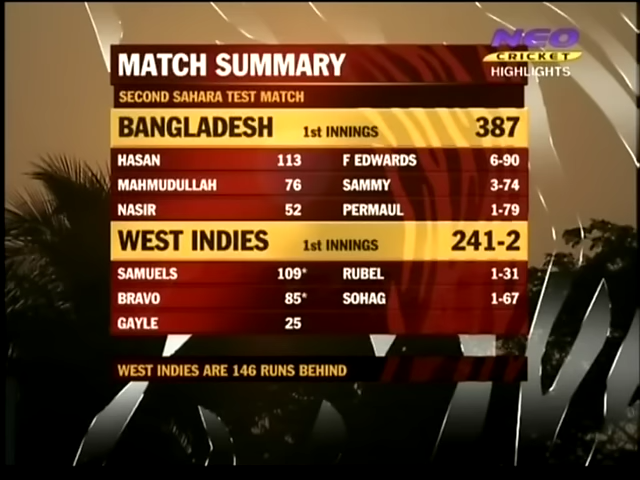 NEO
CRICKET
HIGHLIGHTS
MATCH SUMMARY
SECOND SAHARA TEST MATCH
BANGLADESH 1st INNINGS 387
HASAN 113 F EDWARDS 6-90
MAHMUDULLAH 76 SAMMY 3-74
NASIR 52 PERMAUL 1-79
WEST INDIES 1st INNINGS 241-2
SAMUELS 109* RUBEL 1-31
BRAVO 85* SOHAG 1-67
GAYLE 25
WEST INDIES ARE 146 RUNS BEHIND